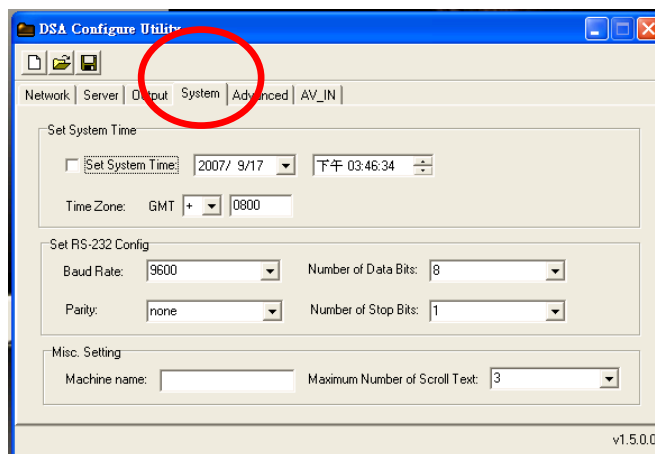 DSA Configure Utility
Network Server Output System Advanced AV_IN
Set System Time
Set System Time: 2007/ 9/17 下午 03:46:34
Time Zone: GMT + 0800
Set RS-232 Config
Baud Rate: 9600 Number of Data Bits: 8
Parity: none Number of Stop Bits: 1
Misc. Setting
Machine name: Maximum Number of Scroll Text: 3
v1.5.0.0